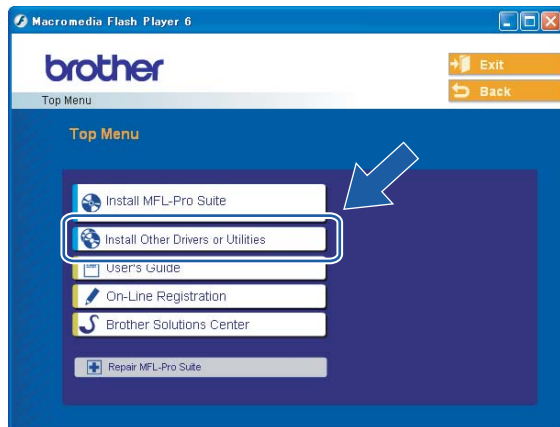 Macromedia Flash Player 6
brother
Exit
Back
Top Menu
Top Menu
Install MFL-Pro Suite
Install Other Drivers or Utilities
User's Guide
On-Line Registration
Brother Solutions Center
Repair MFL-Pro Suite